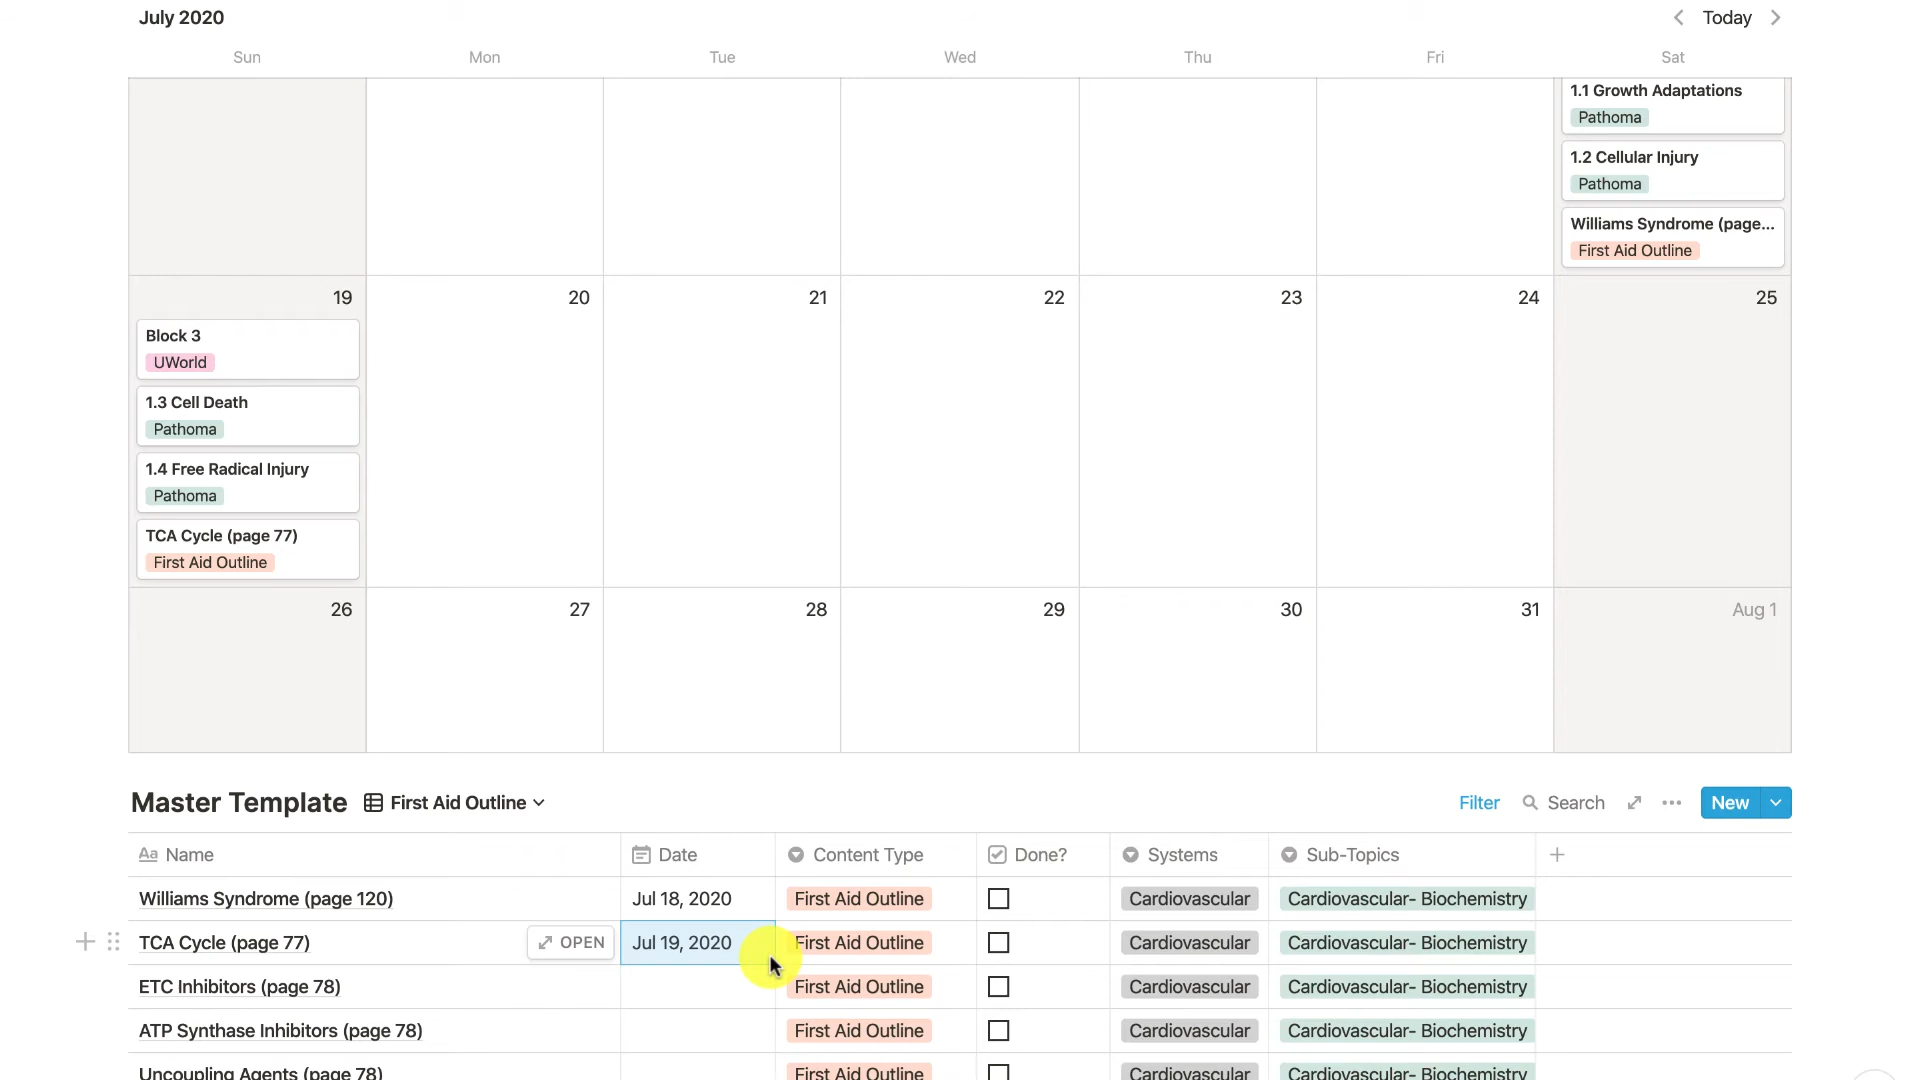 July 2020
Today
Sun Mon Tue Wed Thu Fri Sat
1.1 Growth Adaptations
Pathoma
1.2 Cellular Injury
Pathoma
Williams Syndrome (page...
First Aid Outline
19 20 21 22 23 24 25
Block 3
UWorld
1.3 Cell Death
Pathoma
1.4 Free Radical Injury
Pathoma
TCA Cycle (page 77)
First Aid Outline
26 27 28 29 30 31 Aug 1
Master Template First Aid Outline Filter Search ... New
Aa Name Date Content Type Done? Systems Sub-Topics +
Williams Syndrome (page 120) Jul 18, 2020 First Aid Outline Cardiovascular Cardiovascular- Biochemistry
TCA Cycle (page 77) OPEN Jul 19, 2020 First Aid Outline Cardiovascular Cardiovascular- Biochemistry
ETC Inhibitors (page 78) First Aid Outline Cardiovascular Cardiovascular- Biochemistry
ATP Synthase Inhibitors (page 78) First Aid Outline Cardiovascular Cardiovascular- Biochemistry
Uncoupling Agents (page 78) First Aid Outline Cardiovascular Cardiovascular- Biochemistry